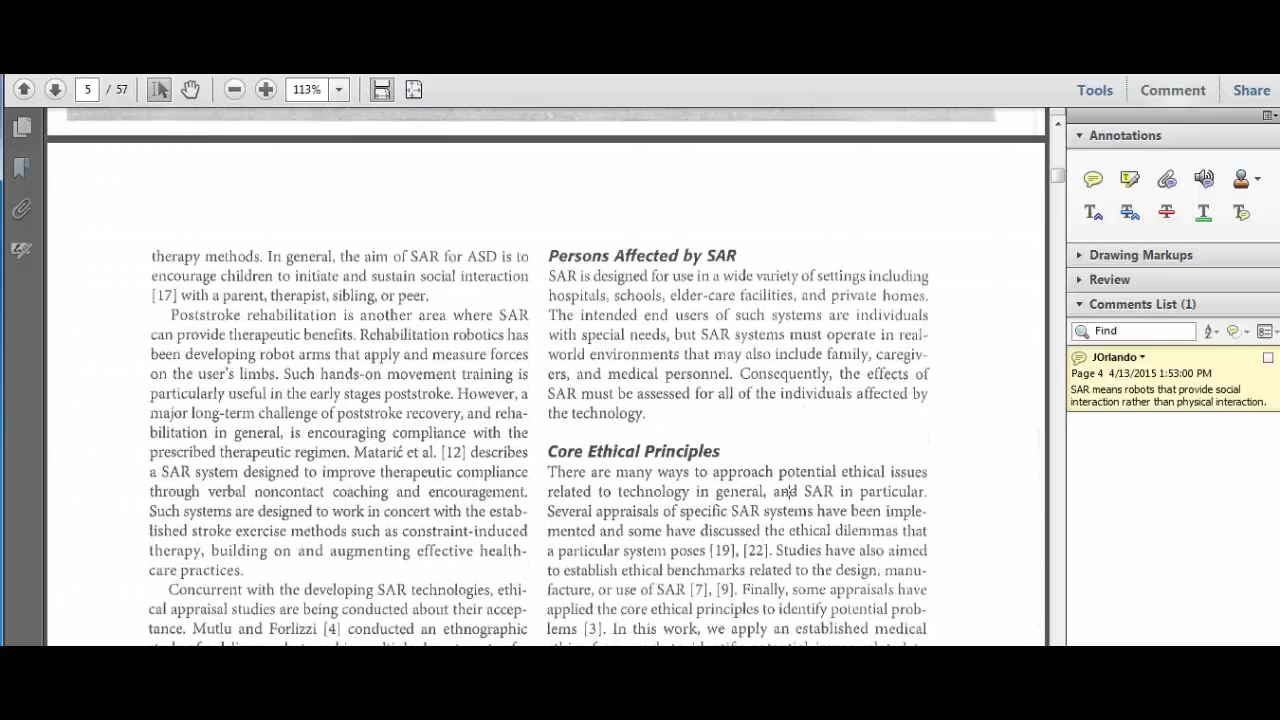 5 / 57
113%
Tools
Comment
Share
therapy methods. In general, the aim of SAR for ASD is to
encourage children to initiate and sustain social interaction
[17] with a parent, therapist, sibling, or peer.
Poststroke rehabilitation is another area where SAR
can provide therapeutic benefits. Rehabilitation robotics has
been developing robot arms that apply and measure forces
on the user's limbs. Such hands-on movement training is
particularly useful in the early stages poststroke. However, a
major long-term challenge of poststroke recovery, and reha-
bilitation in general, is encouraging compliance with the
prescribed therapeutic regimen. Matarić et al. [12] describes
a SAR system designed to improve therapeutic compliance
through verbal noncontact coaching and encouragement.
Such systems are designed to work in concert with the estab-
lished stroke exercise methods such as constraint-induced
therapy, building on and augmenting effective health-
care practices.
Concurrent with the developing SAR technologies, ethi-
cal appraisal studies are being conducted about their accep-
tance. Mutlu and Forlizzi [4] conducted an ethnographic
Persons Affected by SAR
SAR is designed for use in a wide variety of settings including
hospitals, schools, elder-care facilities, and private homes.
The intended end users of such systems are individuals
with special needs, but SAR systems must operate in real-
world environments that may also include family, caregiv-
ers, and medical personnel. Consequently, the effects of
SAR must be assessed for all of the individuals affected by
the technology.
Core Ethical Principles
There are many ways to approach potential ethical issues
related to technology in general, and SAR in particular.
Several appraisals of specific SAR systems have been imple-
mented and some have discussed the ethical dilemmas that
a particular system poses [19], [22]. Studies have also aimed
to establish ethical benchmarks related to the design, manu-
facture, or use of SAR [7], [9]. Finally, some appraisals have
applied the core ethical principles to identify potential prob-
lems [3]. In this work, we apply an established medical
Annotations
Drawing Markups
Review
Comments List (1)
Find
JOrlando
Page 4 4/13/2015 1:53:00 PM
SAR means robots that provide social
interaction rather than physical interaction.